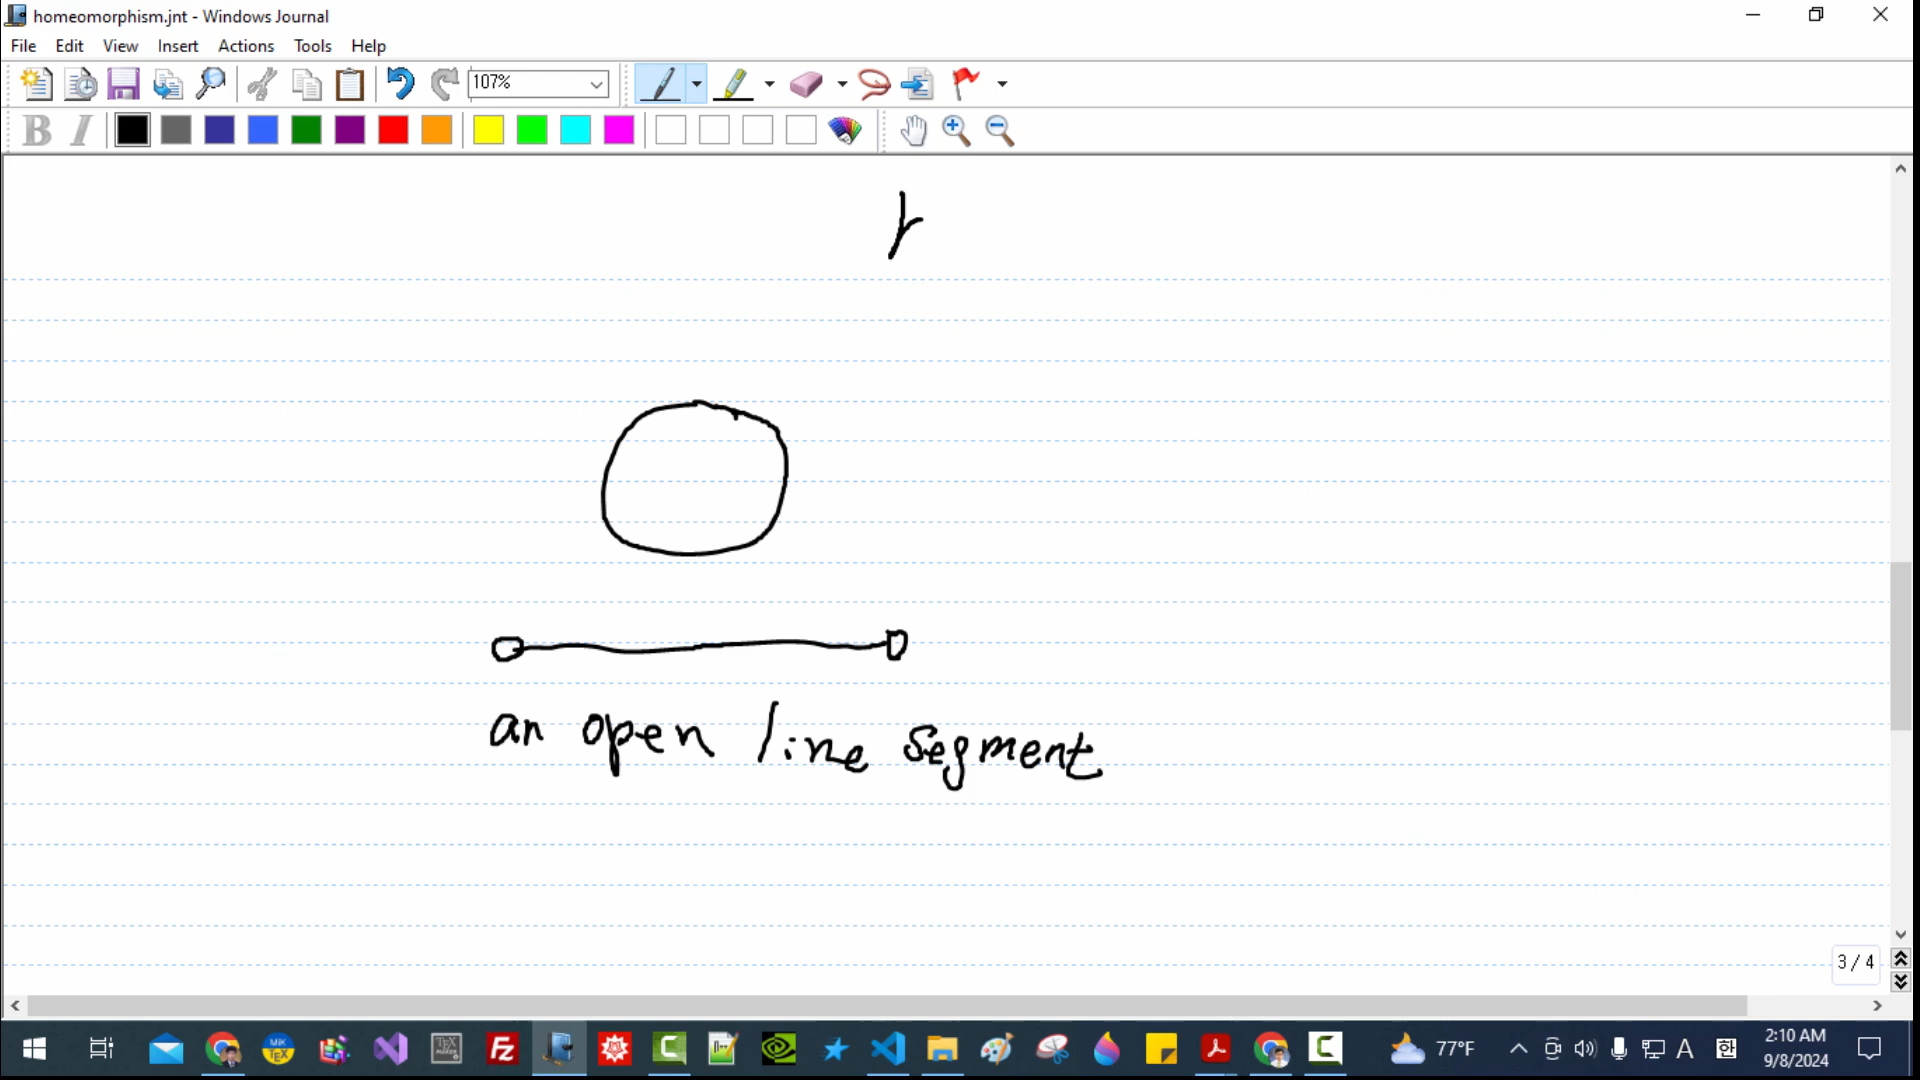 homeomorphism.jnt - Windows Journal
File Edit View Insert Actions Tools Help
107%
B I
an open line segment
3 / 4
77°F A 한 2:10 AM
9/8/2024